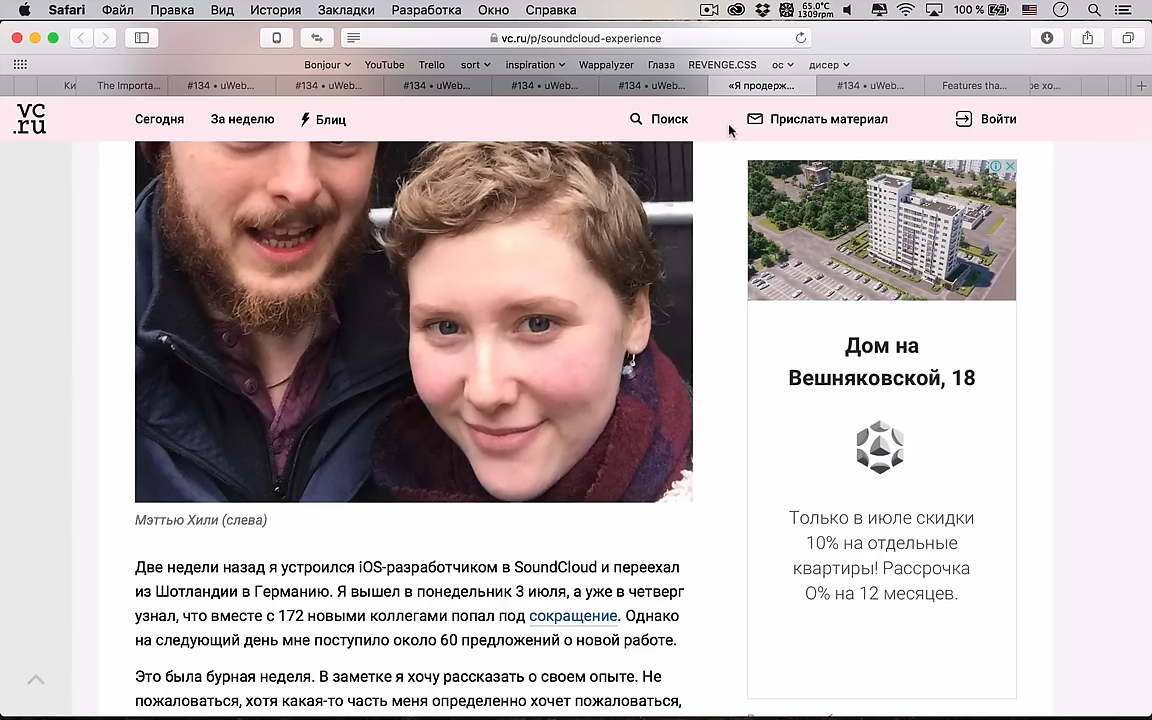 Safari Файл Правка Вид История Закладки Разработка Окно Справка 65.0°C 1309rpm 100 %
vc.ru/p/soundcloud-experience
Bonjour YouTube Trello sort inspiration Wappalyzer Глаза REVENGE.CSS ос дисер
Ки The Importa... #134 • uWeb... #134 • uWeb... #134 • uWeb... #134 • uWeb... #134 • uWeb... «Я продерж... #134 • uWeb... Features tha... ое хо...
vc
.ru
Сегодня За неделю Блиц Поиск Прислать материал Войти
Дом на
Вешняковской, 18
Только в июле скидки
10% на отдельные
квартиры! Рассрочка
0% на 12 месяцев.
Мэттью Хили (слева)
Две недели назад я устроился iOS-разработчиком в SoundCloud и переехал
из Шотландии в Германию. Я вышел в понедельник 3 июля, а уже в четверг
узнал, что вместе с 172 новыми коллегами попал под сокращение. Однако
на следующий день мне поступило около 60 предложений о новой работе.
Это была бурная неделя. В заметке я хочу рассказать о своем опыте. Не
пожаловаться, хотя какая-то часть меня определенно хочет пожаловаться,